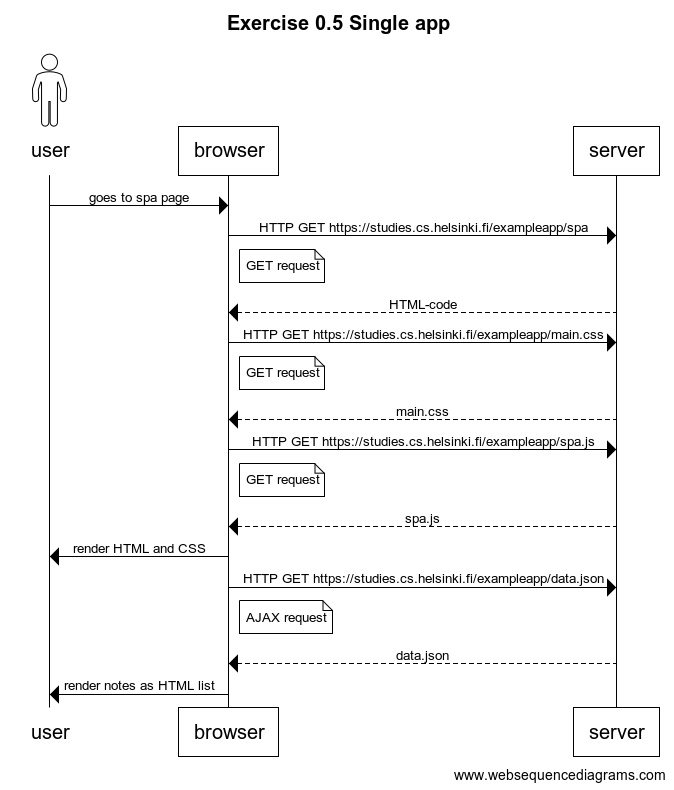 Exercise 0.5 Single app
user
browser
server
goes to spa page
HTTP GET https://studies.cs.helsinki.fi/exampleapp/spa
GET request
HTML-code
HTTP GET https://studies.cs.helsinki.fi/exampleapp/main.css
GET request
main.css
HTTP GET https://studies.cs.helsinki.fi/exampleapp/spa.js
GET request
spa.js
render HTML and CSS
HTTP GET https://studies.cs.helsinki.fi/exampleapp/data.json
AJAX request
data.json
render notes as HTML list
user
browser
server
www.websequencediagrams.com